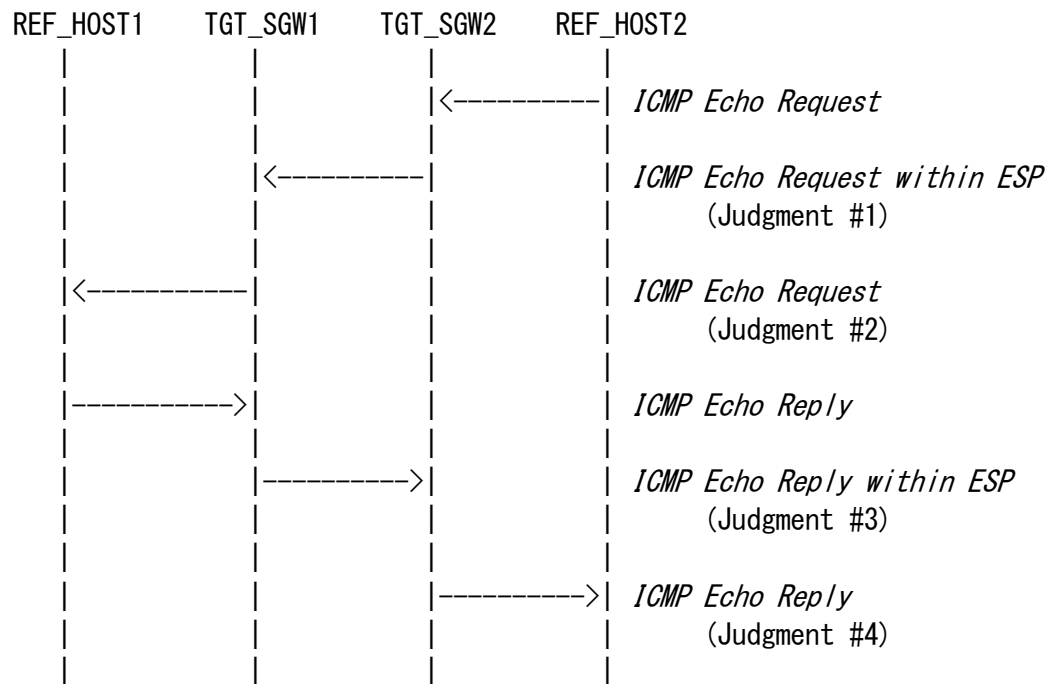 REF_HOST1 TGT_SGW1 TGT_SGW2 REF_HOST2
ICMP Echo Request
ICMP Echo Request within ESP
(Judgment #1)
ICMP Echo Request
(Judgment #2)
ICMP Echo Reply
ICMP Echo Reply within ESP
(Judgment #3)
ICMP Echo Reply
(Judgment #4)